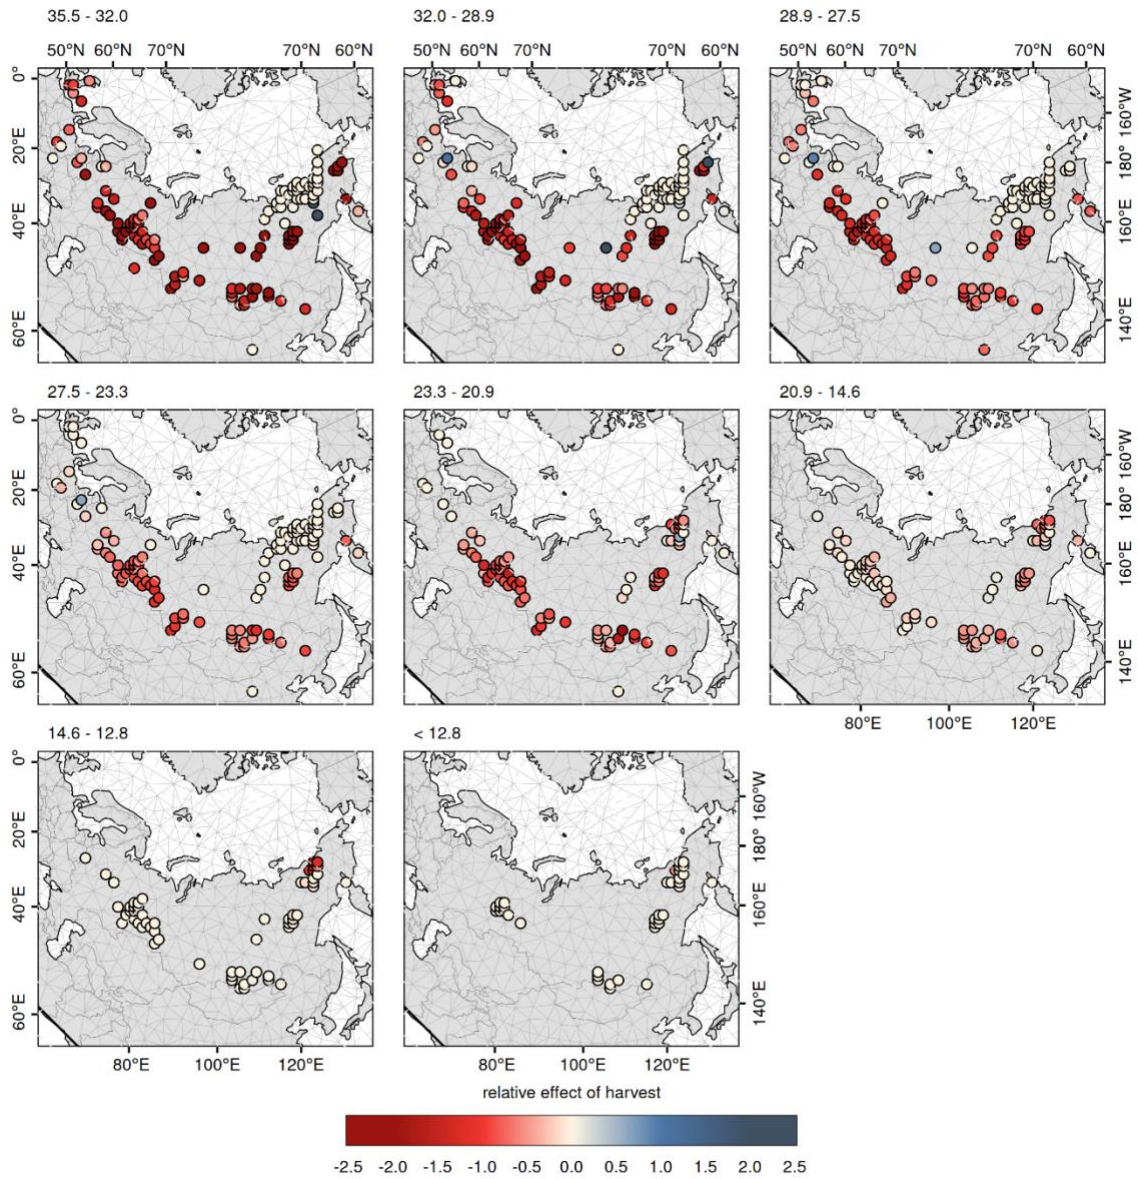 35.5 - 32.0
32.0 - 28.9
28.9 - 27.5
50°N 60°N 70°N 70°N 60°N
50°N 60°N 70°N 70°N 60°N
50°N 60°N 70°N 70°N 60°N
0°
20°E
40°E
60°E
160°W
180°
160°E
140°E
27.5 - 23.3
23.3 - 20.9
20.9 - 14.6
0°
20°E
40°E
60°E
160°W
180°
160°E
140°E
80°E 100°E 120°E
14.6 - 12.8
< 12.8
0°
20°E
40°E
60°E
160°W
180°
160°E
140°E
80°E 100°E 120°E
80°E 100°E 120°E
relative effect of harvest
-2.5 -2.0 -1.5 -1.0 -0.5 0.0 0.5 1.0 1.5 2.0 2.5